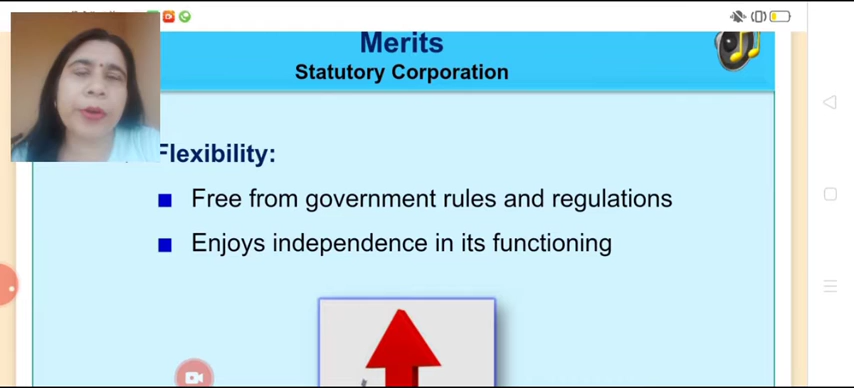 Merits
Statutory Corporation
Flexibility:
Free from government rules and regulations
Enjoys independence in its functioning